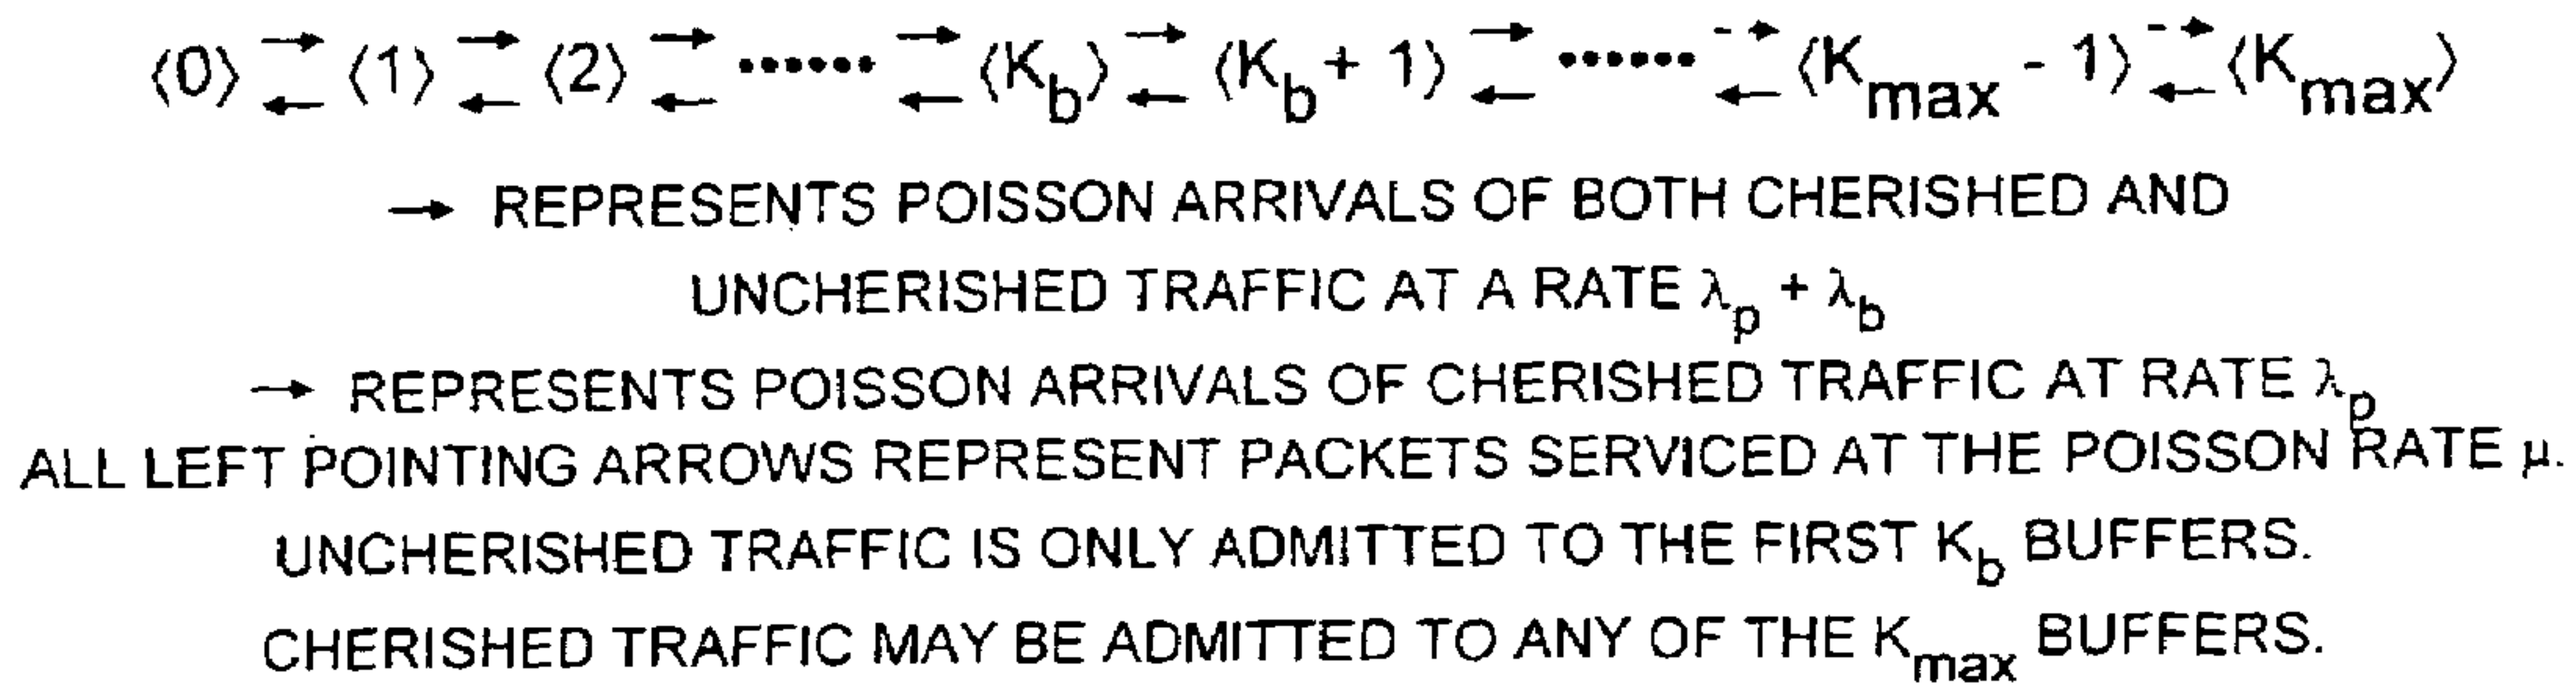 ⟨0⟩ ⇄ ⟨1⟩ ⇄ ⟨2⟩ ⇄ ...... ⇄ ⟨K_b⟩ ⇄ ⟨K_b + 1⟩ ⇄ ...... ⇄ ⟨K_max - 1⟩ ⇄ ⟨K_max⟩
→ REPRESENTS POISSON ARRIVALS OF BOTH CHERISHED AND
UNCHERISHED TRAFFIC AT A RATE λ_p + λ_b
→ REPRESENTS POISSON ARRIVALS OF CHERISHED TRAFFIC AT RATE λ_p
ALL LEFT POINTING ARROWS REPRESENT PACKETS SERVICED AT THE POISSON RATE μ.
UNCHERISHED TRAFFIC IS ONLY ADMITTED TO THE FIRST K_b BUFFERS.
CHERISHED TRAFFIC MAY BE ADMITTED TO ANY OF THE K_max BUFFERS.